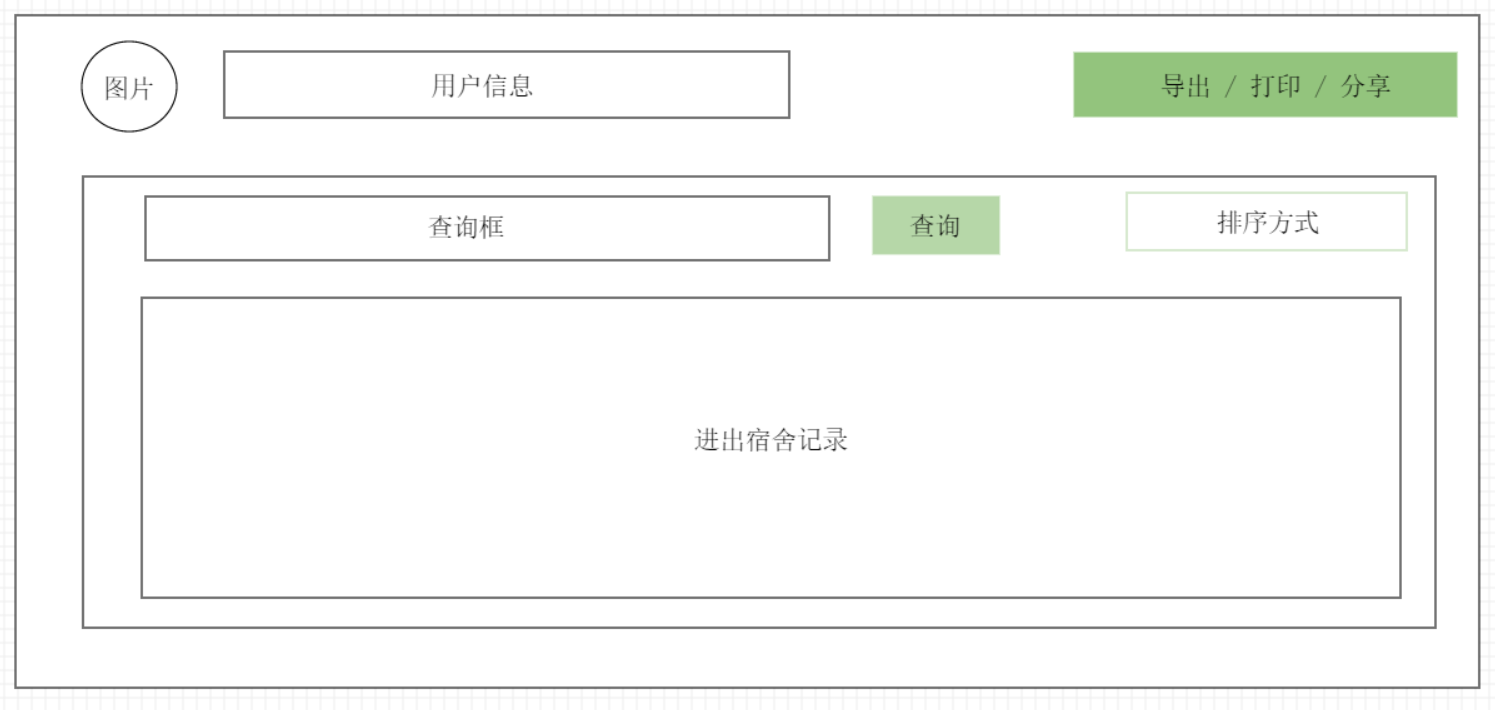 图片
用户信息
导出 / 打印 / 分享
查询框
查询
排序方式
进出宿舍记录